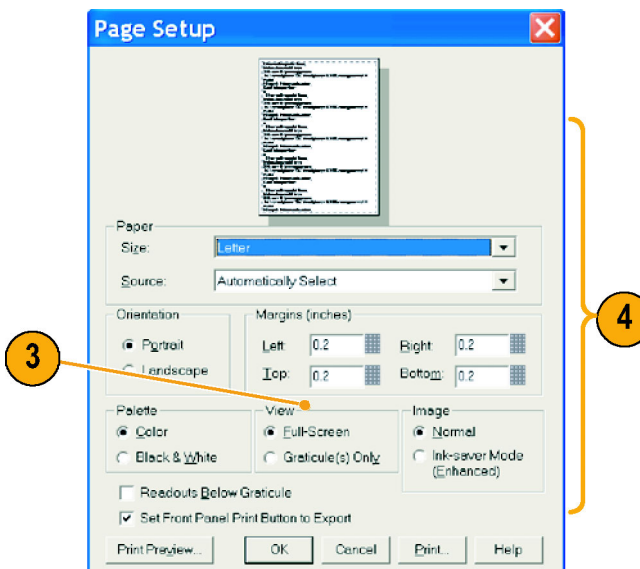 Page Setup
Paper
Size: Letter
Source: Automatically Select
Orientation
Portrait
Landscape
Margins (inches)
Left: 0.2 Right: 0.2
Top: 0.2 Bottom: 0.2
3
4
Palette
Color
Black & White
View
Full-Screen
Graticule(s) Only
Image
Normal
Ink-saver Mode
(Enhanced)
Readouts Below Graticule
Set Front Panel Print Button to Export
Print Preview... OK Cancel Print... Help